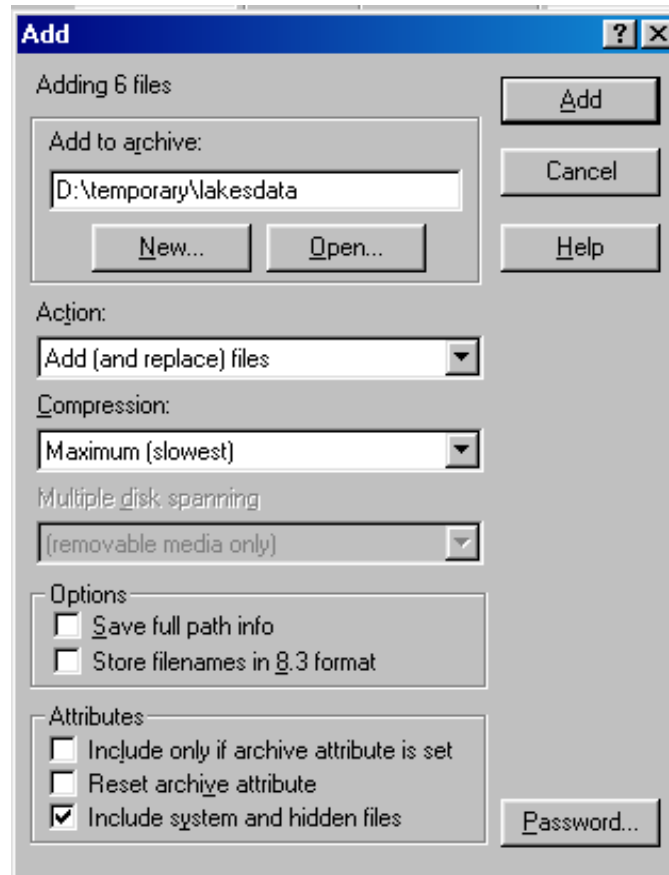 Add
Adding 6 files
Add
Add to archive:
D:\temporary\lakesdata
Cancel
New...
Open...
Help
Action:
Add (and replace) files
Compression:
Maximum (slowest)
Multiple disk spanning
(removable media only)
Options
Save full path info
Store filenames in 8.3 format
Attributes
Include only if archive attribute is set
Reset archive attribute
Include system and hidden files
Password...